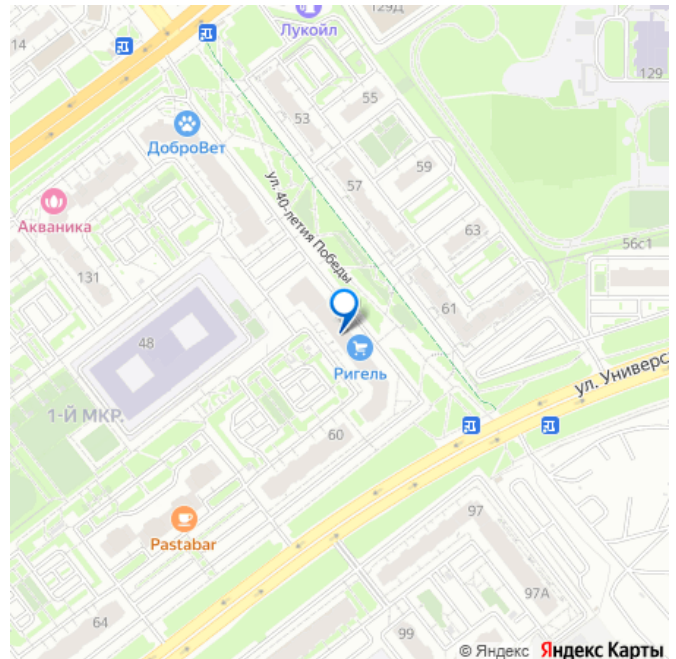 129Д
14
Лукойл
129
55
53
ДоброВет
59
57
ул. 40-летия Победы
Акваника
63
56с1
131
61
48
Ригель
ул. Универс
1-Й МКР.
60
97
Pastabar
97А
64
99
© Яндекс Яндекс Карты